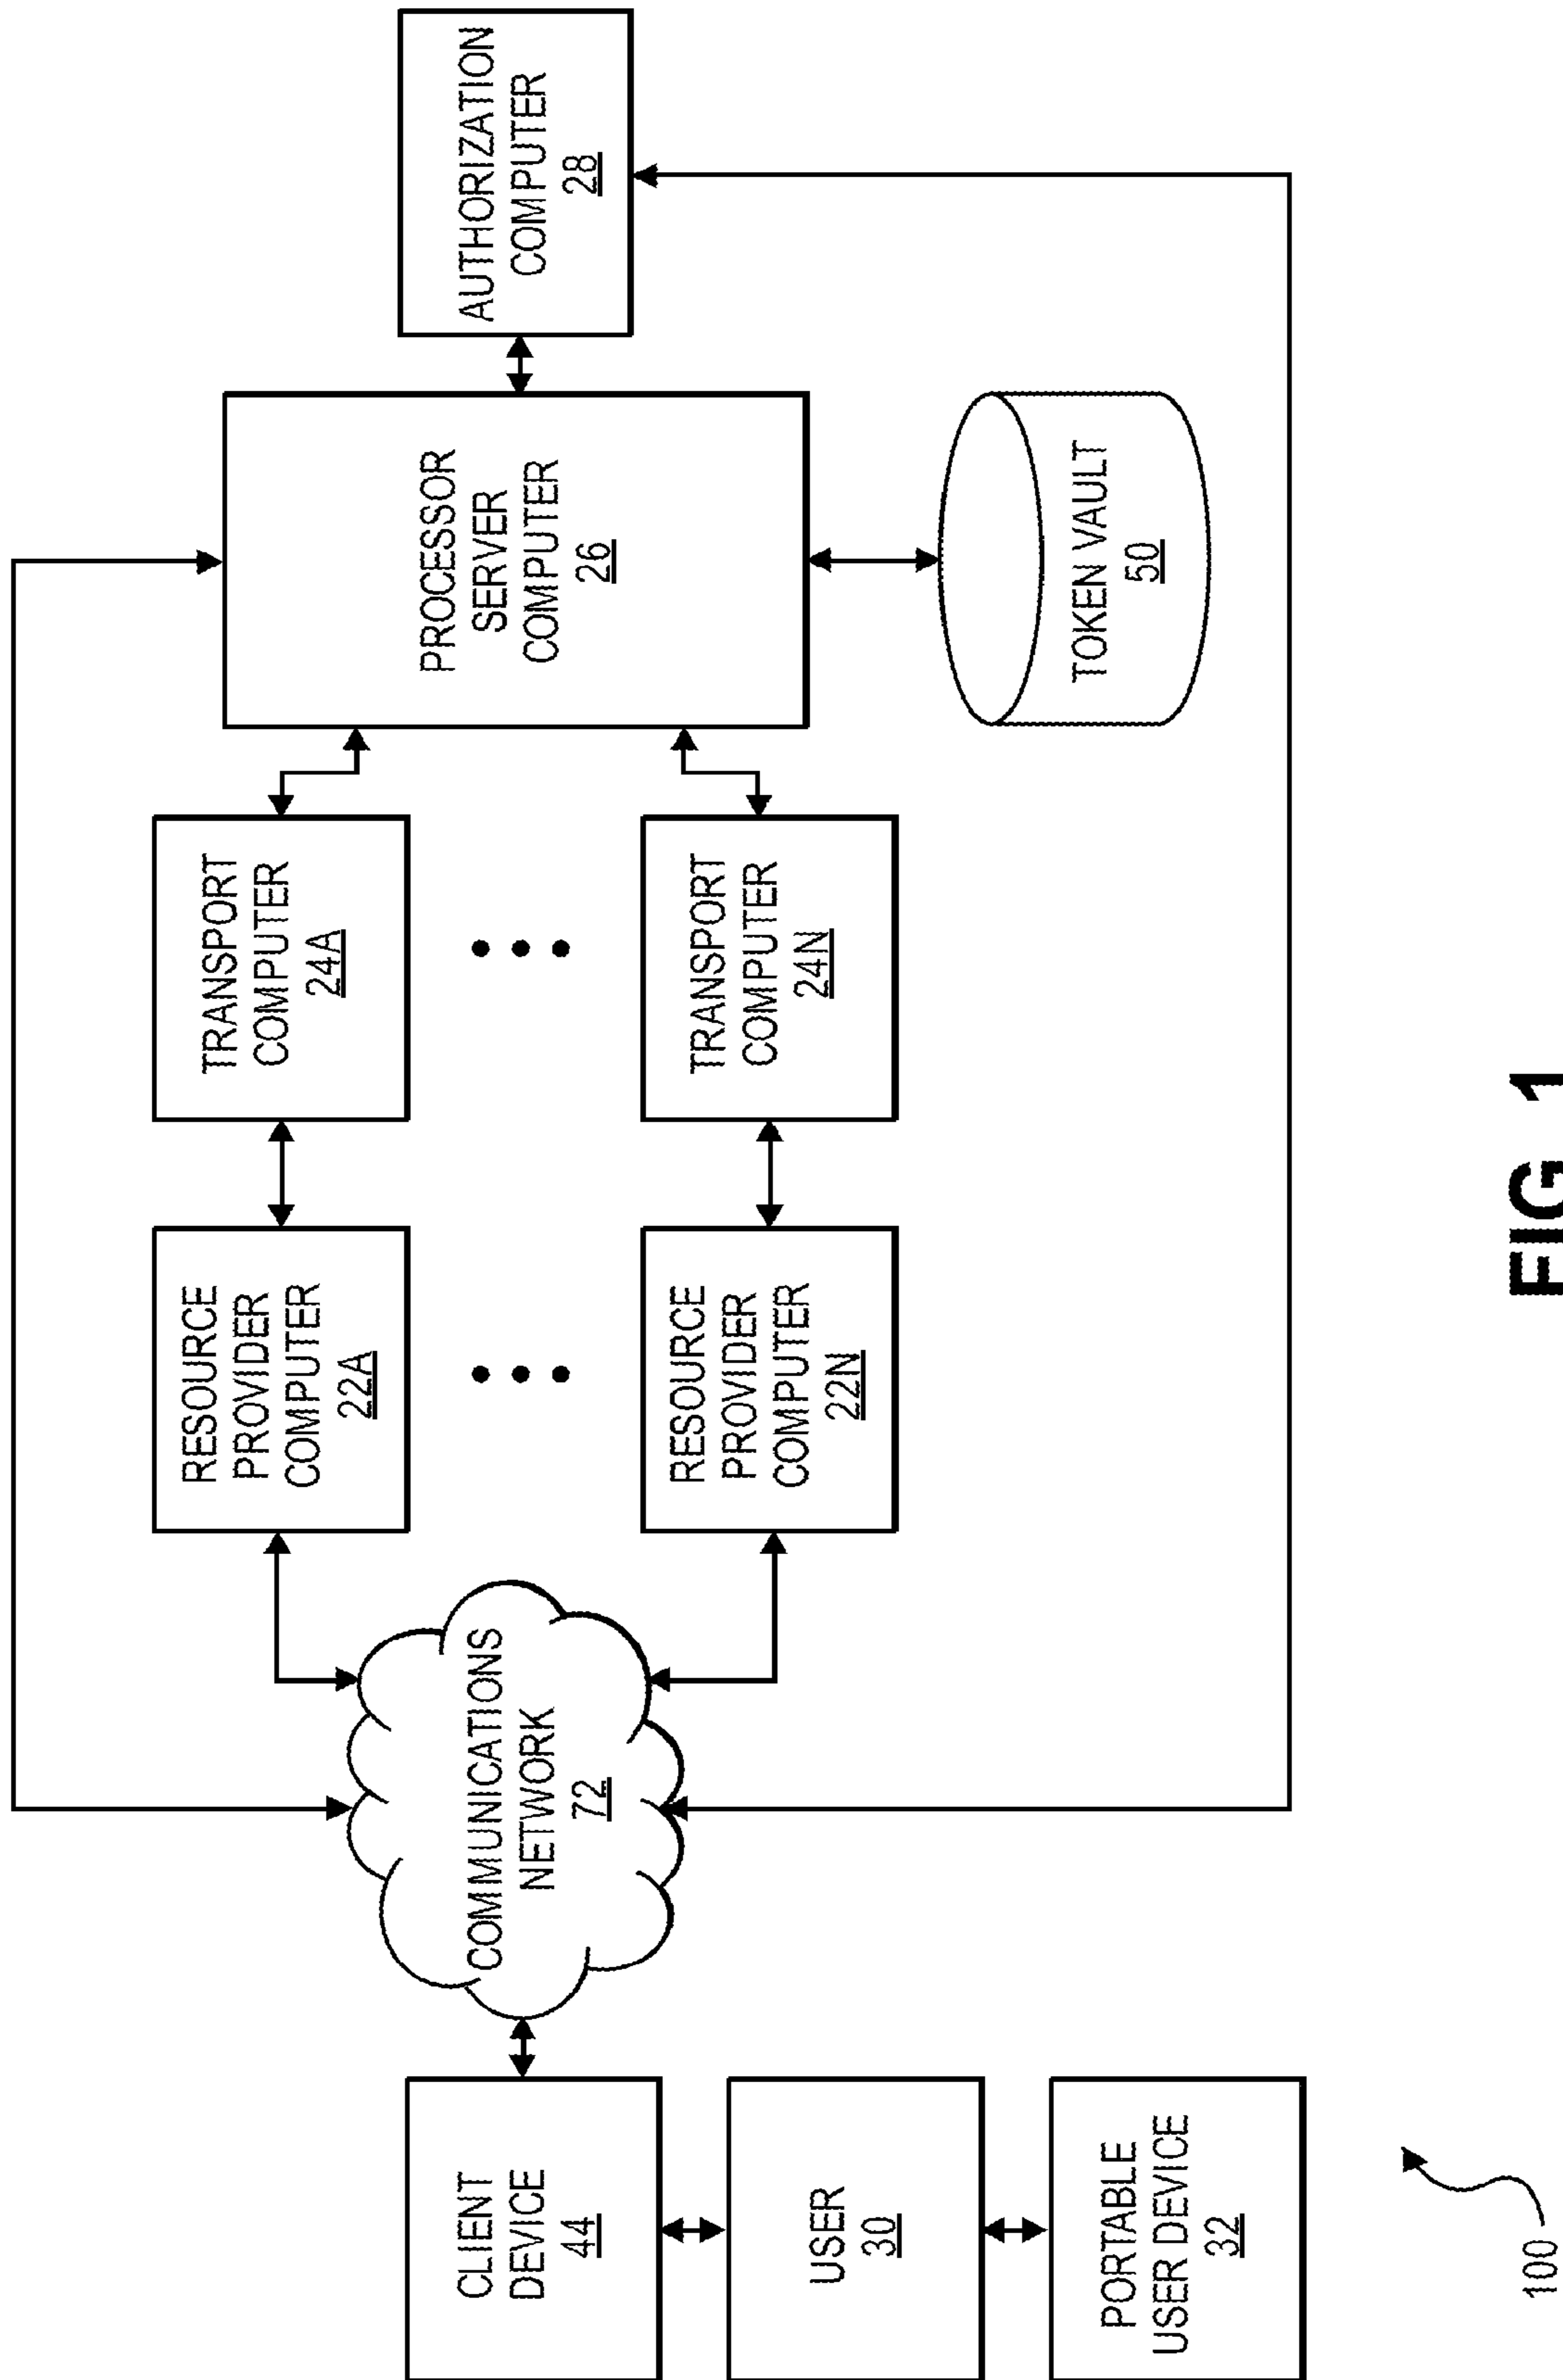 CLIENT
DEVICE
44
USER
30
PORTABLE
USER DEVICE
32
COMMUNICATIONS
NETWORK
72
RESOURCE
PROVIDER
COMPUTER
22A
RESOURCE
PROVIDER
COMPUTER
22N
TRANSPORT
COMPUTER
24A
TRANSPORT
COMPUTER
24N
PROCESSOR
SERVER
COMPUTER
26
TOKEN VAULT
50
AUTHORIZATION
COMPUTER
28
100
FIG. 1